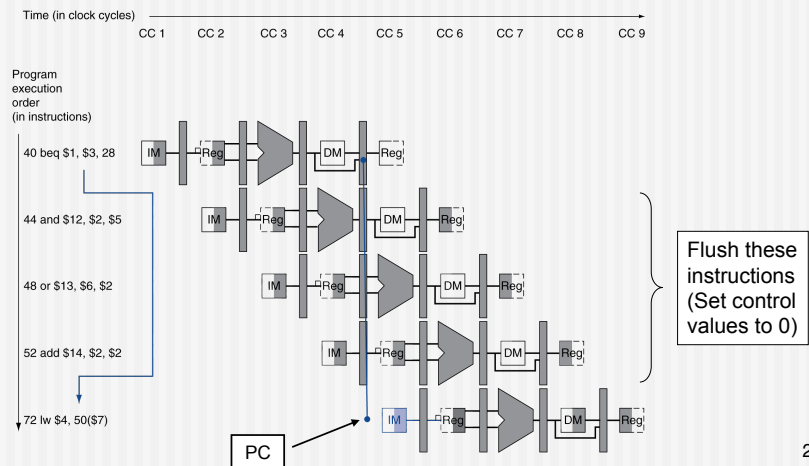 Time (in clock cycles)
CC 1 CC 2 CC 3 CC 4 CC 5 CC 6 CC 7 CC 8 CC 9
Program
execution
order
(in instructions)
40 beq $1, $3, 28
IM Reg DM Reg
44 and $12, $2, $5
IM Reg DM Reg
48 or $13, $6, $2
IM Reg DM Reg
52 add $14, $2, $2
IM Reg DM Reg
72 lw $4, 50($7)
IM Reg DM Reg
Flush these
instructions
(Set control
values to 0)
PC
2